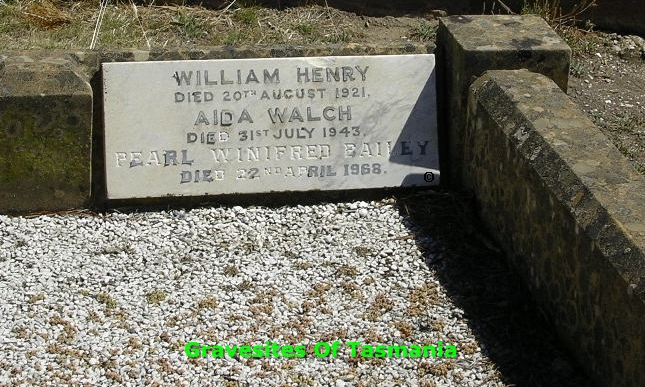 WILLIAM HENRY
DIED 20TH AUGUST 1921.
AIDA WALCH
DIED 31ST JULY 1943.
PEARL WINIFRED BAILEY
DIED 22ND APRIL 1968.
©
Gravesites Of Tasmania